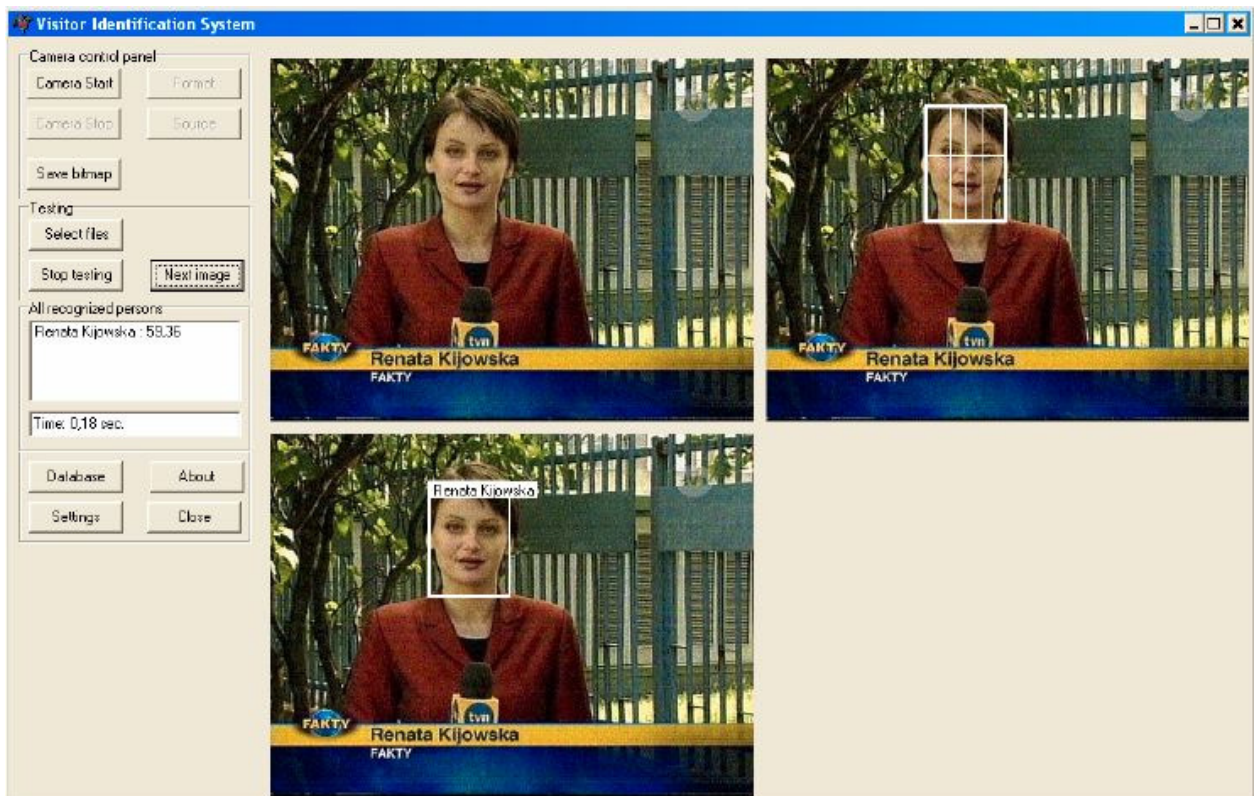 Visitor Identification System
Camera control panel
Camera Start
Format
Camera Stop
Source
Save bitmap
Testing
Select files
Stop testing
Next image
All recognized persons
Renata Kijowska : 59,36
Time: 0,18 sec.
Database
About
Settings
Close
tvn
FAKTY
Renata Kijowska
FAKTY
tvn
FAKTY
Renata Kijowska
FAKTY
Renata Kijowska
tvn
FAKTY
Renata Kijowska
FAKTY